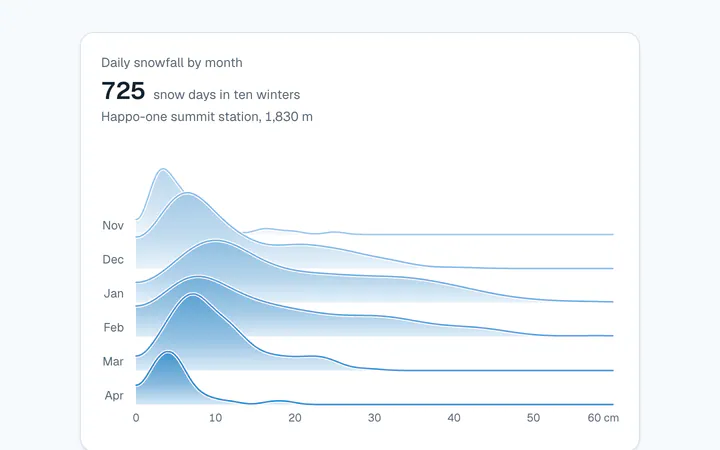 Daily snowfall by month
725 snow days in ten winters
Happo-one summit station, 1,830 m
Nov
Dec
Jan
Feb
Mar
Apr
0 10 20 30 40 50 60 cm